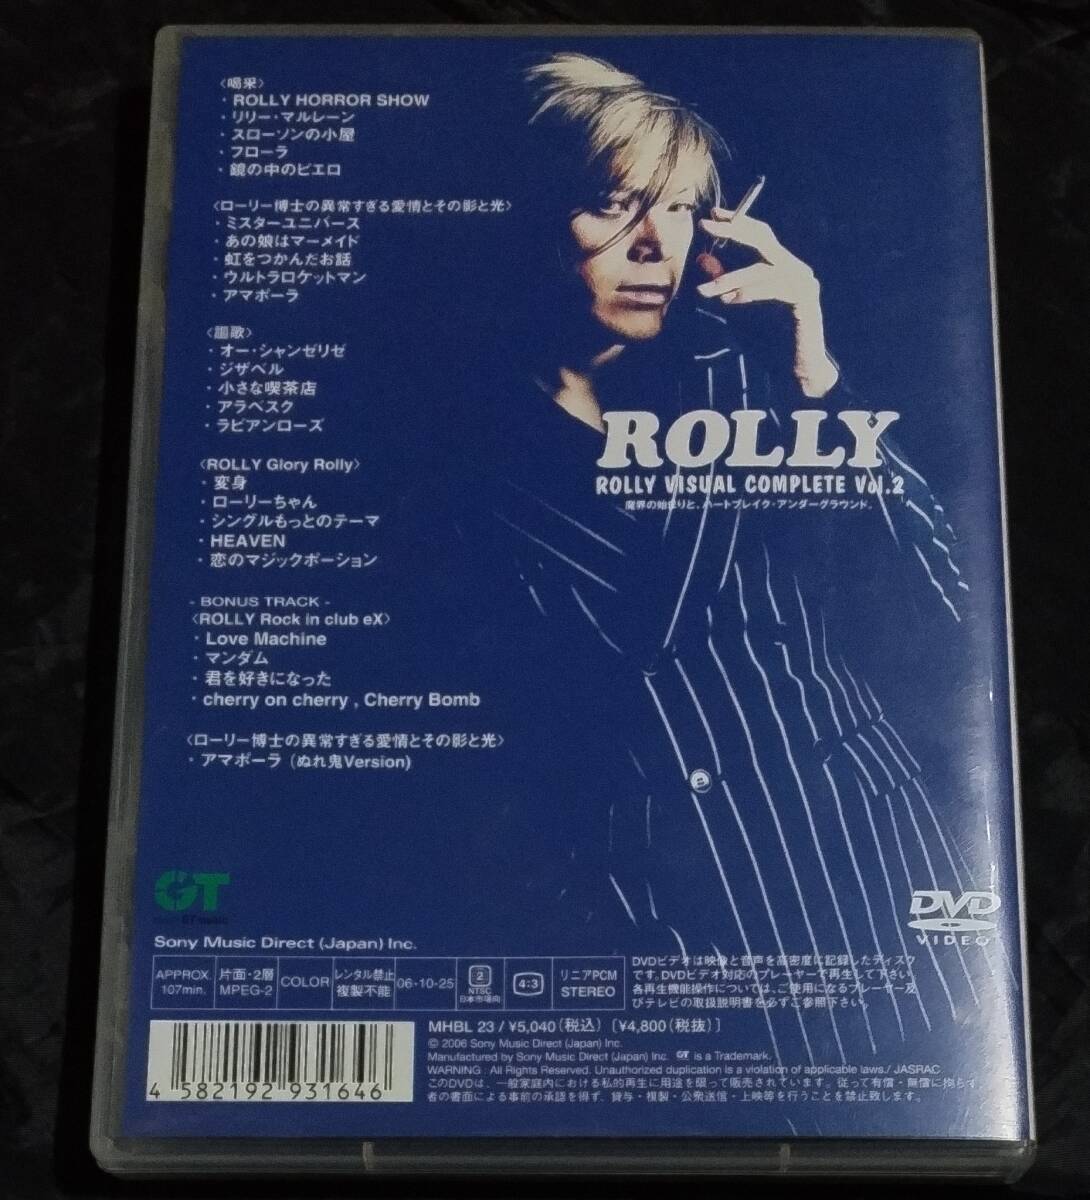 〈喝采〉
・ROLLY HORROR SHOW
・リリー・マルレーン
・スローソンの小屋
・フローラ
・鏡の中のピエロ
〈ローリー博士の異常すぎる愛情とその影と光〉
・ミスターユニバース
・あの娘はマーメイド
・虹をつかんだお話
・ウルトラロケットマン
・アマポーラ
〈謳歌〉
・オー・シャンゼリゼ
・ジザベル
・小さな喫茶店
・アラベスク
・ラビアンローズ
〈ROLLY Glory Rolly〉
・変身
・ローリーちゃん
・シングルもっとのテーマ
・HEAVEN
・恋のマジックポーション
- BONUS TRACK -
〈ROLLY Rock in club eX〉
・Love Machine
・マンダム
・君を好きになった
・cherry on cherry , Cherry Bomb
〈ローリー博士の異常すぎる愛情とその影と光〉
・アマポーラ (ぬれ鬼Version)
ROLLY
ROLLY VISUAL COMPLETE Vol.2
魔界の始まりと、ハートブレイク・アンダーグラウンド。
GT
GT music
DVD
VIDEO
Sony Music Direct (Japan) Inc.
APPROX. 107min.
片面・2層 MPEG-2
COLOR
レンタル禁止 複製不能
06・10・25
2 NTSC 日本市場向
4:3
リニアPCM STEREO
DVDビデオは映像と音声を高密度に記録したディスク
です。DVDビデオ対応のプレーヤーで再生して下さい。
各再生機能操作については、ご使用になるプレーヤー及
びテレビの取扱説明書を必ずご参照下さい。
MHBL 23 / ¥5,040(税込) [¥4,800(税抜)]
© 2006 Sony Music Direct (Japan) Inc.
Manufactured by Sony Music Direct (Japan) Inc. GT is a Trademark.
WARNING : All Rights Reserved. Unauthorized duplication is a violation of applicable laws./ JASRAC
このDVDは、一般家庭内における私的再生に用途を限って販売されています。従って有償・無償に拘らず、
者の書面による事前の承認を得ず、貸与・複製・公衆送信・上映等を行うことを禁止致します。
4 582192 931646